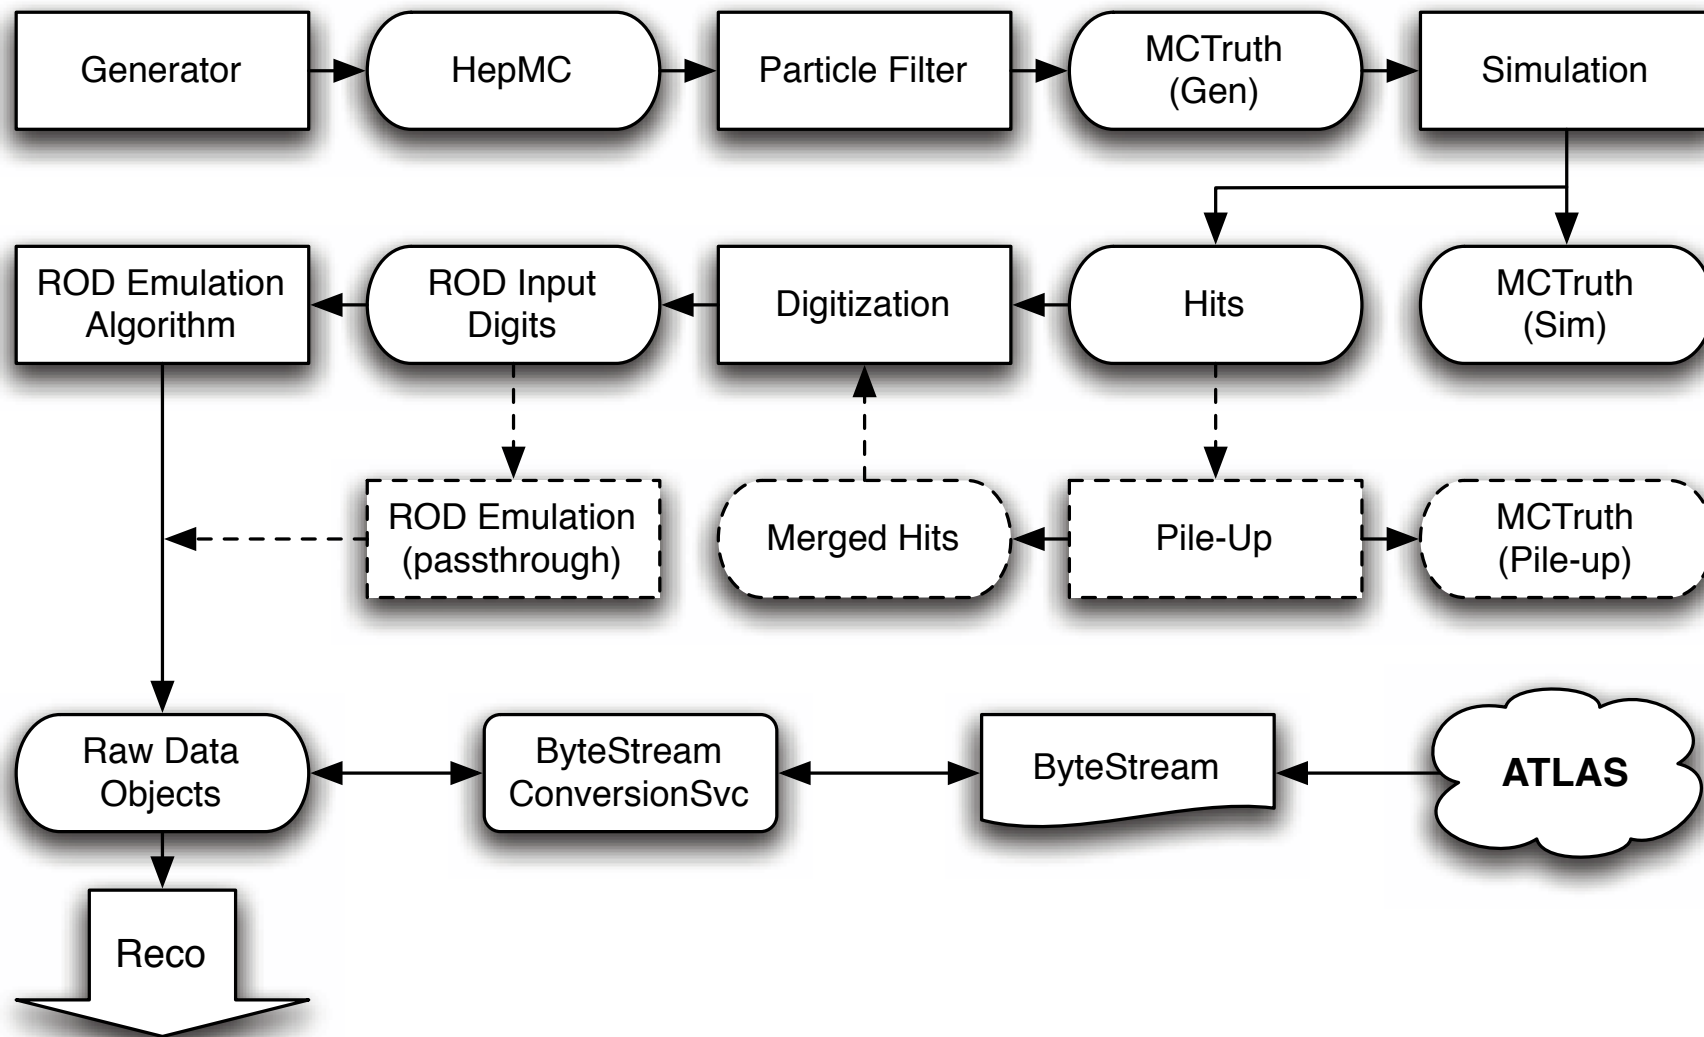 Generator
HepMC
Particle Filter
MCTruth
(Gen)
Simulation
ROD Emulation
Algorithm
ROD Input
Digits
Digitization
Hits
MCTruth
(Sim)
ROD Emulation
(passthrough)
Merged Hits
Pile-Up
MCTruth
(Pile-up)
Raw Data
Objects
ByteStream
ConversionSvc
ByteStream
ATLAS
Reco